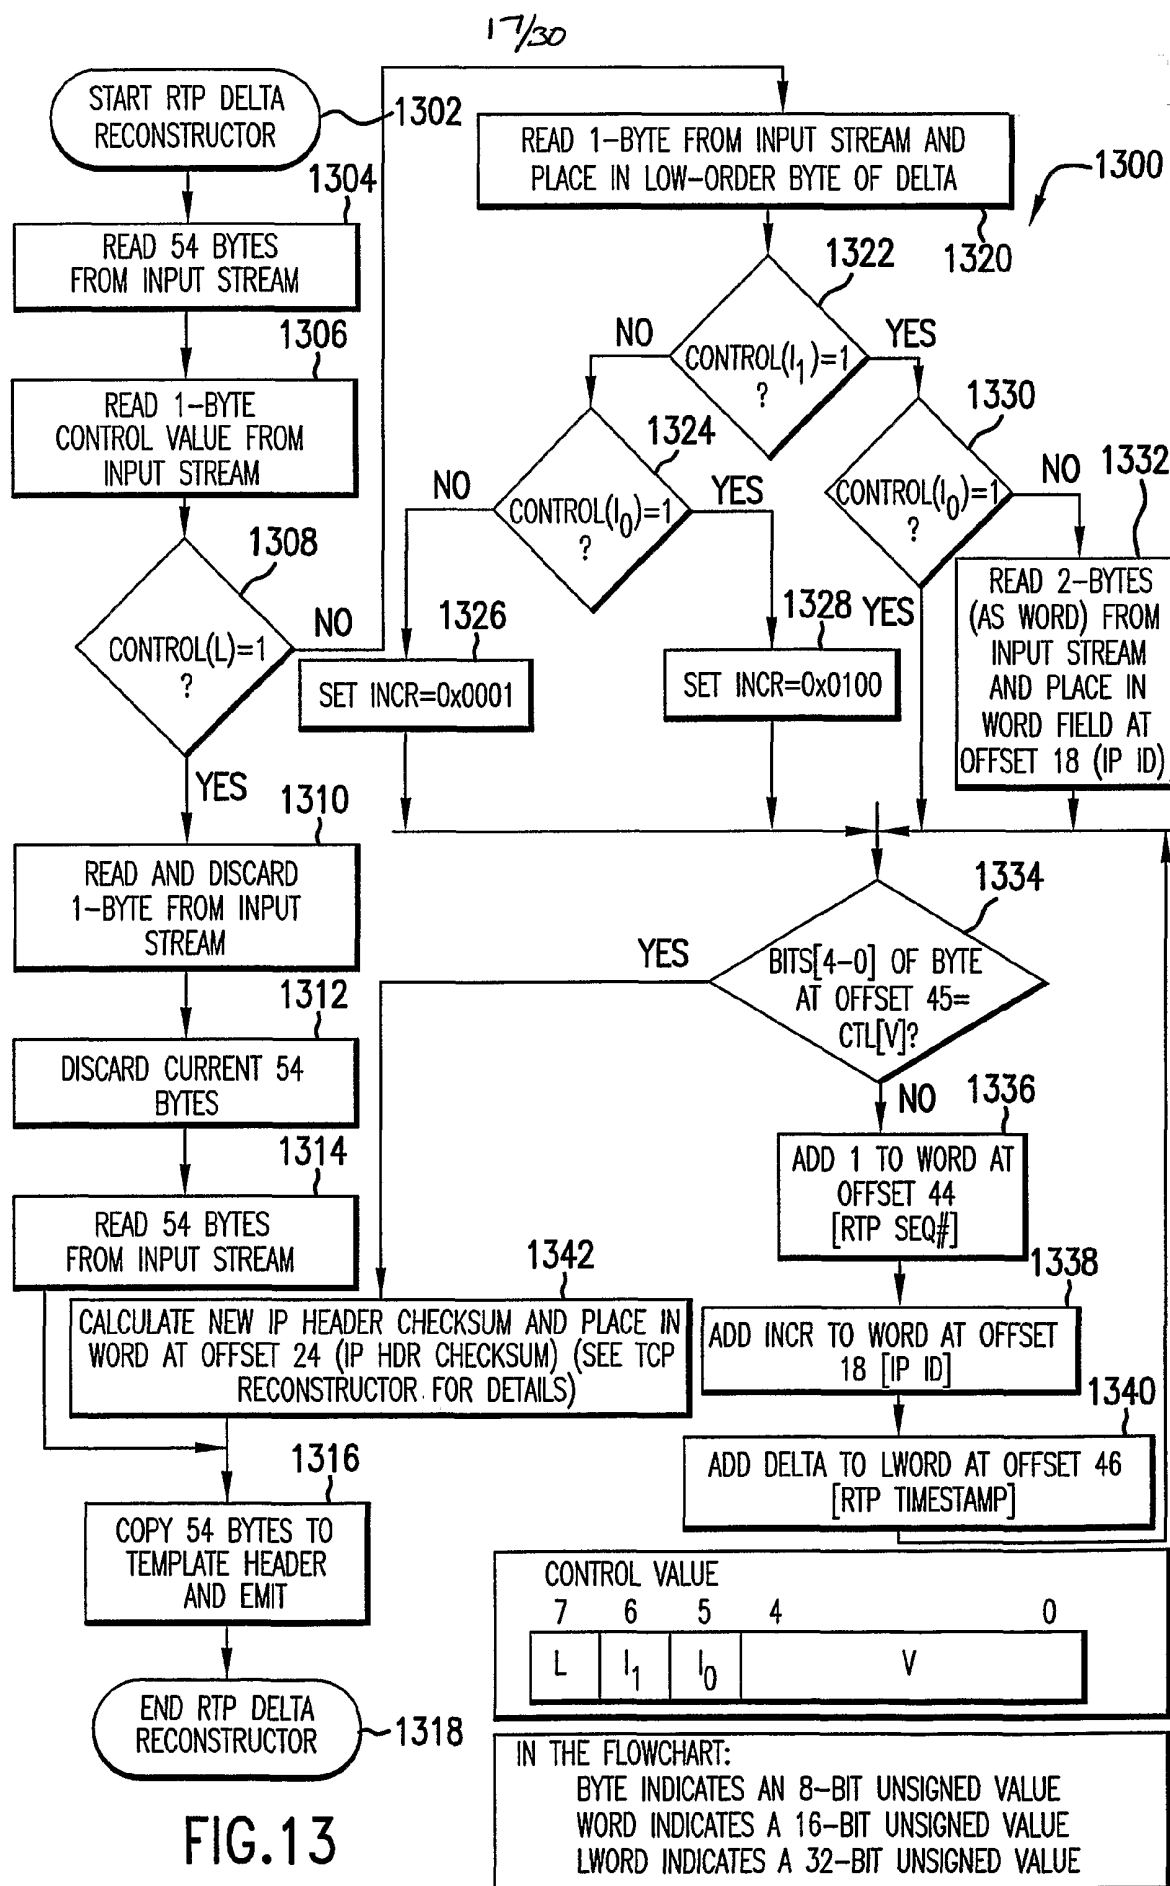 17/30
START RTP DELTA
RECONSTRUCTOR
1302
1304
READ 54 BYTES
FROM INPUT STREAM
1306
READ 1-BYTE
CONTROL VALUE FROM
INPUT STREAM
1308
CONTROL(L)=1
?
NO
YES
1310
READ AND DISCARD
1-BYTE FROM INPUT
STREAM
1312
DISCARD CURRENT 54
BYTES
1314
READ 54 BYTES
FROM INPUT STREAM
READ 1-BYTE FROM INPUT STREAM AND
PLACE IN LOW-ORDER BYTE OF DELTA
1300
1320
1322
CONTROL(I1)=1
?
NO
YES
1324
CONTROL(I0)=1
?
NO
YES
1326
SET INCR=0x0001
1328
SET INCR=0x0100
1330
CONTROL(I0)=1
?
NO
YES
1332
READ 2-BYTES
(AS WORD) FROM
INPUT STREAM
AND PLACE IN
WORD FIELD AT
OFFSET 18 (IP ID)
1334
BITS[4-0] OF BYTE
AT OFFSET 45=
CTL[V]?
YES
NO
1336
ADD 1 TO WORD AT
OFFSET 44
[RTP SEQ#]
1338
ADD INCR TO WORD AT OFFSET
18 [IP ID]
1340
ADD DELTA TO LWORD AT OFFSET 46
[RTP TIMESTAMP]
1342
CALCULATE NEW IP HEADER CHECKSUM AND PLACE IN
WORD AT OFFSET 24 (IP HDR CHECKSUM) (SEE TCP
RECONSTRUCTOR FOR DETAILS)
1316
COPY 54 BYTES TO
TEMPLATE HEADER
AND EMIT
END RTP DELTA
RECONSTRUCTOR
1318
CONTROL VALUE
7 6 5 4 0
L I1 I0 V
IN THE FLOWCHART:
BYTE INDICATES AN 8-BIT UNSIGNED VALUE
WORD INDICATES A 16-BIT UNSIGNED VALUE
LWORD INDICATES A 32-BIT UNSIGNED VALUE
FIG.13